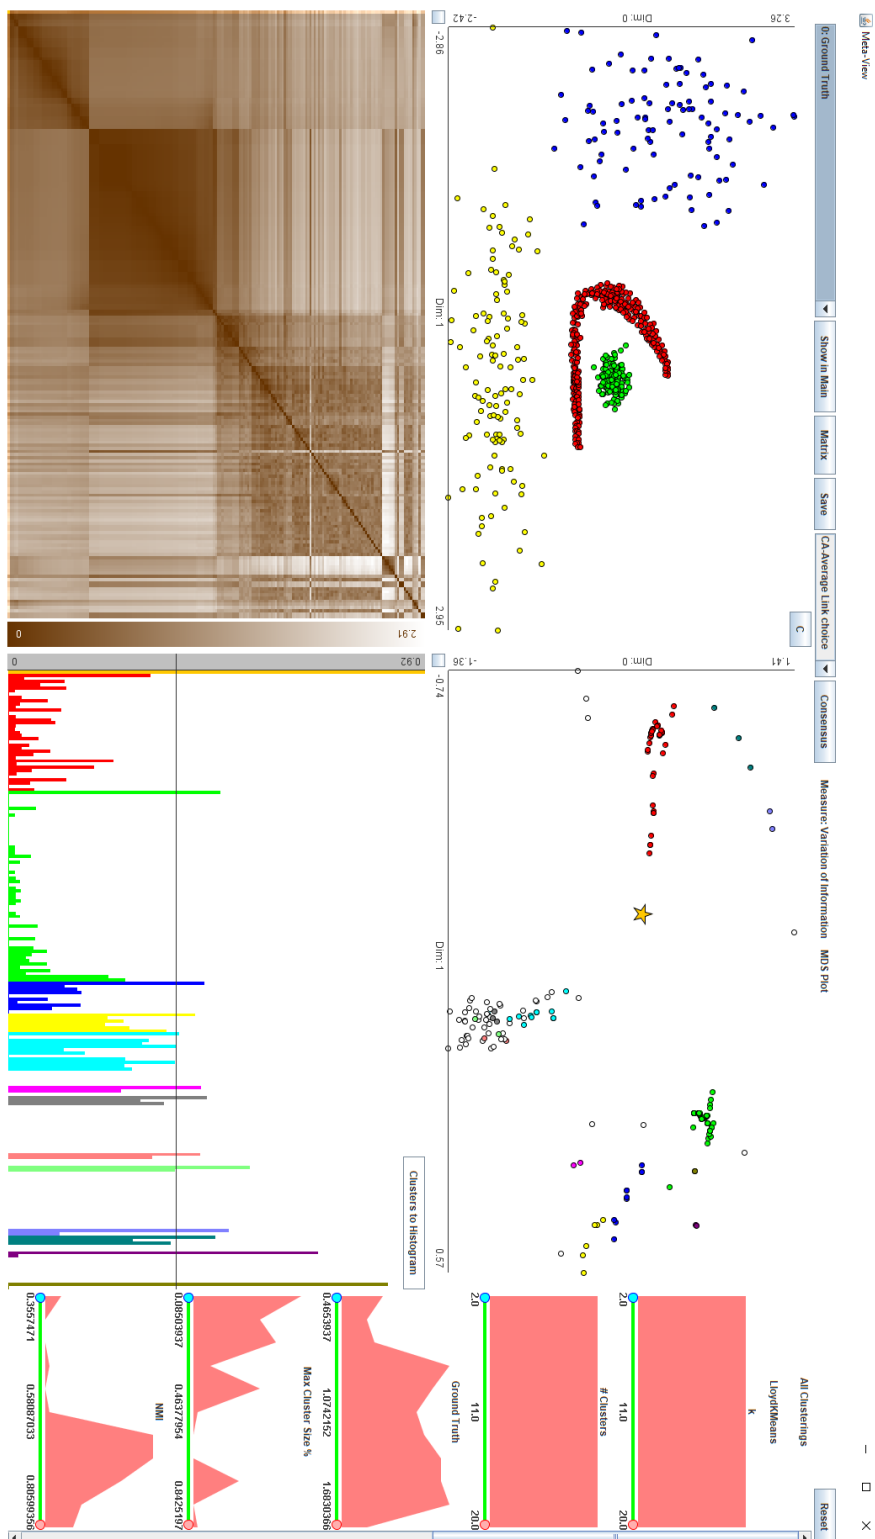 Meta-View
0: Ground Truth
Show in Main
Matrix
Save
CA-Average Link choice
Consensus
Measure: Variation of Information
MDS Plot
Reset
C
3.26
Dim: 0
-2.42
-2.86
Dim: 1
2.95
1.41
Dim: 0
-1.36
-0.74
Dim: 1
0.57
0
2.91
0.92
0
Clusters to Histogram
All Clusterings
LloydKMeans
k
2.0
11.0
20.0
# Clusters
2.0
11.0
20.0
Ground Truth
0.4653937
1.0742152
1.6830366
Max Cluster Size %
0.08503937
0.46377954
0.8425197
NMI
0.3557471
0.58087033
0.80599356